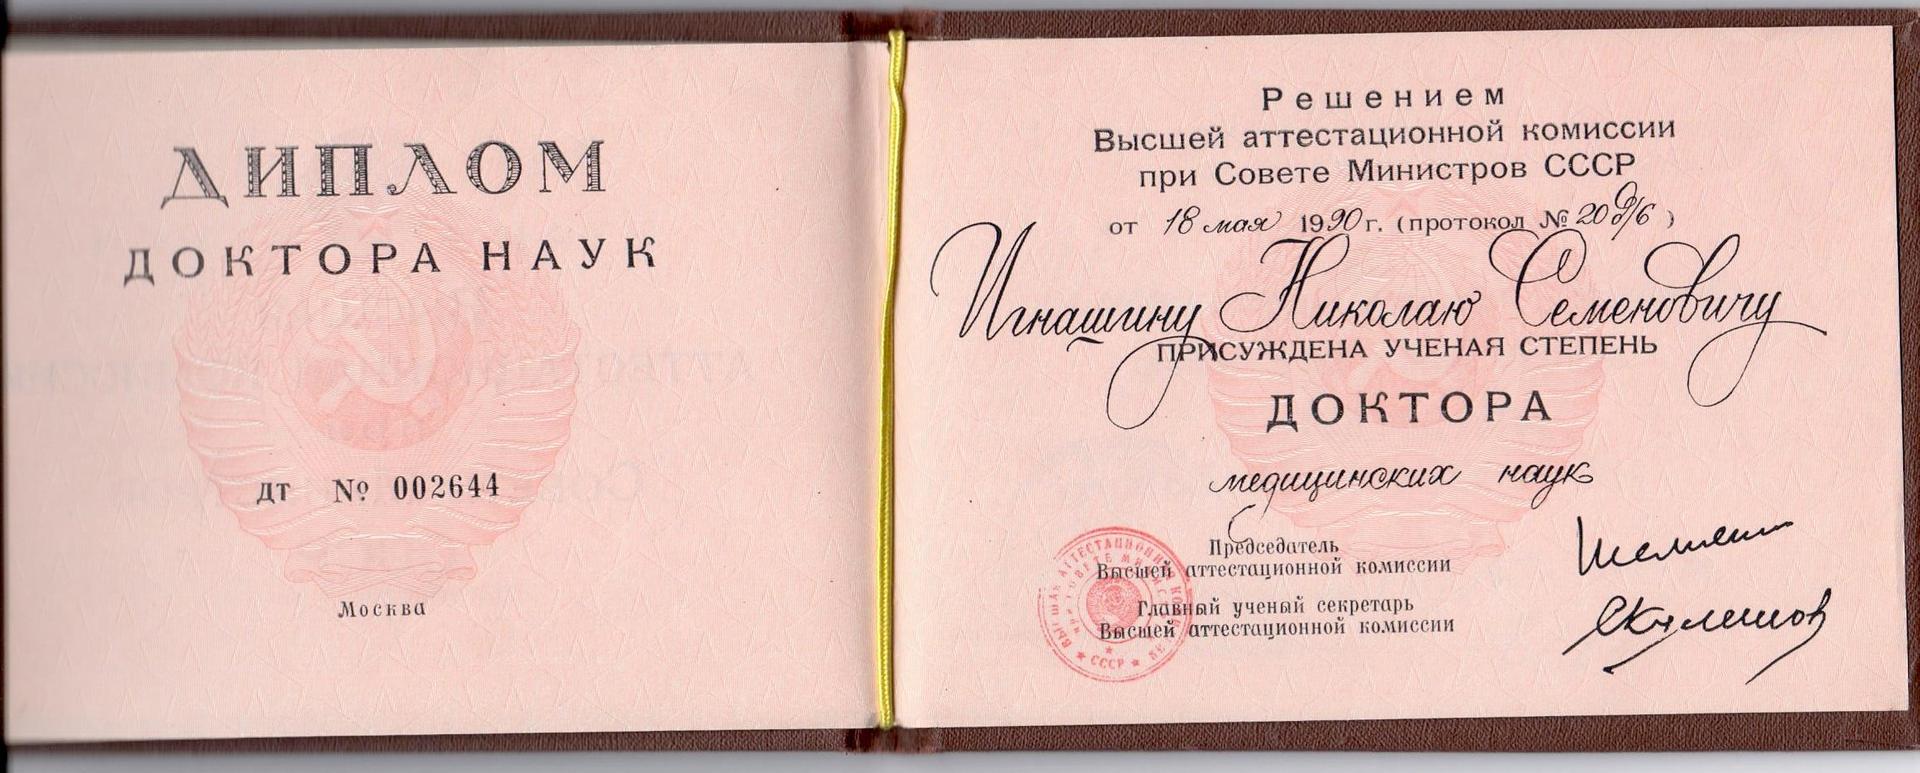 ДИПЛОМ
ДОКТОРА НАУК
ДТ № 002644
Москва
Решением
Высшей аттестационной комиссии
при Совете Министров СССР
от 18 мая 1990 г. (протокол № 20д/6)
Игнашину Николаю Семеновичу
ПРИСУЖДЕНА УЧЕНАЯ СТЕПЕНЬ
ДОКТОРА
медицинских наук
Председатель
Высшей аттестационной комиссии
Главный ученый секретарь
Высшей аттестационной комиссии
СССР